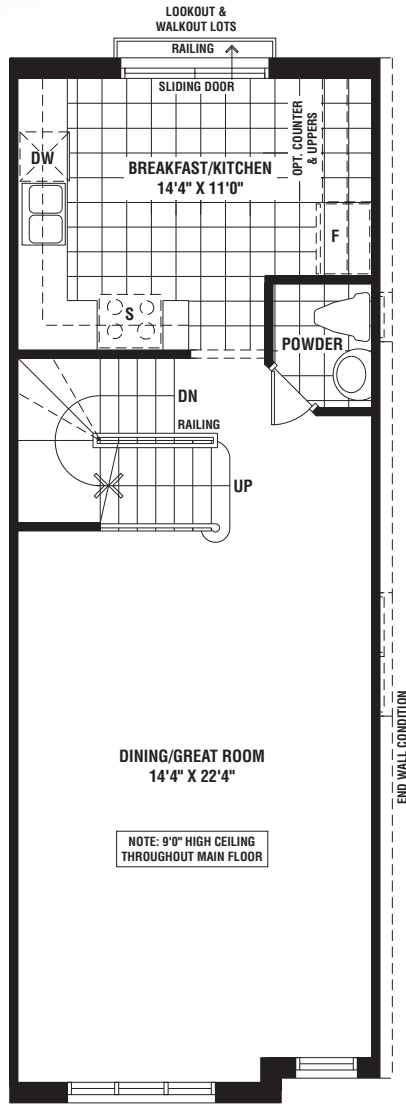 LOOKOUT &
WALKOUT LOTS
RAILING
SLIDING DOOR
OPT. COUNTER
& UPPERS
DW
BREAKFAST/KITCHEN
14'4" X 11'0"
F
S
POWDER
DN
RAILING
UP
DINING/GREAT ROOM
14'4" X 22'4"
END WALL CONDITION
NOTE: 9'0" HIGH CEILING
THROUGHOUT MAIN FLOOR